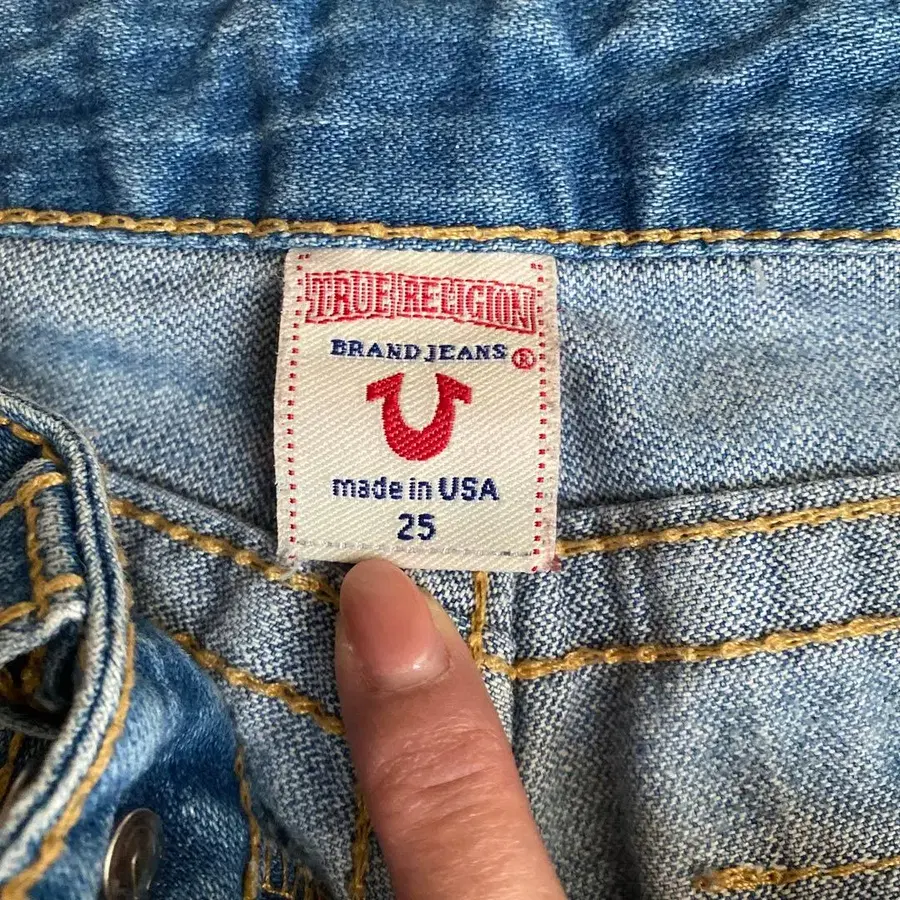 TRUE RELIGION
BRAND JEANS ®
made in USA
25